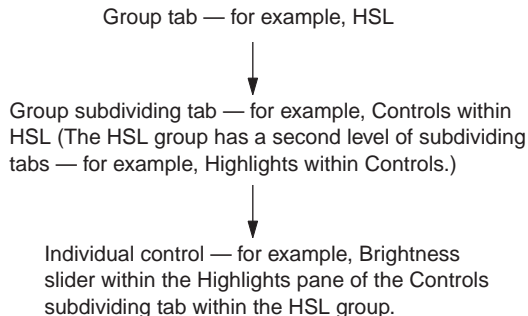 Group tab — for example, HSL
Group subdividing tab — for example, Controls within
HSL (The HSL group has a second level of subdividing
tabs — for example, Highlights within Controls.)
Individual control — for example, Brightness
slider within the Highlights pane of the Controls
subdividing tab within the HSL group.